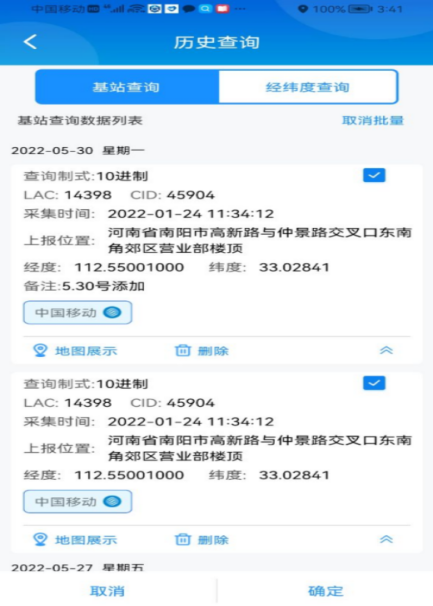 中国移动 100% 3:41
历史查询
基站查询 经纬度查询
基站查询数据列表 取消批量
2022-05-30 星期一
查询制式:10进制
LAC: 14398 CID: 45904
采集时间: 2022-01-24 11:34:12
上报位置: 河南省南阳市高新路与仲景路交叉口东南
角郊区营业部楼顶
经度: 112.55001000 纬度: 33.02841
备注:5.30号添加
中国移动
地图展示 删除
查询制式:10进制
LAC: 14398 CID: 45904
采集时间: 2022-01-24 11:34:12
上报位置: 河南省南阳市高新路与仲景路交叉口东南
角郊区营业部楼顶
经度: 112.55001000 纬度: 33.02841
中国移动
地图展示 删除
2022-05-27 星期五
取消 确定